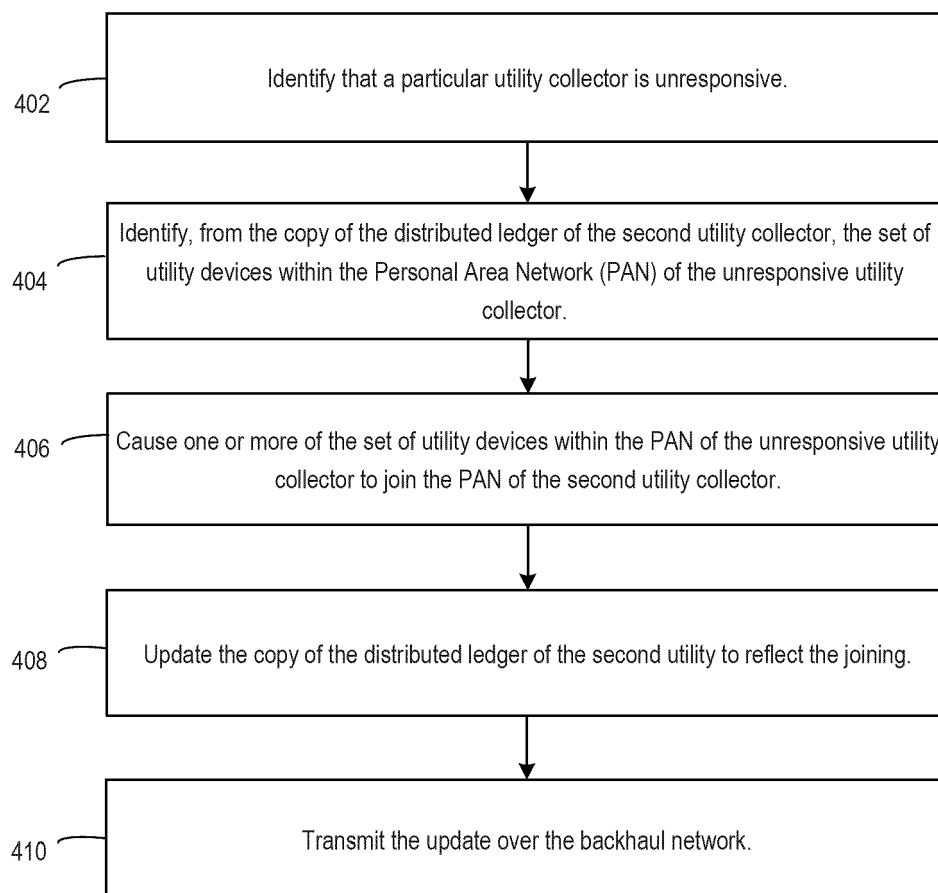 Identify that a particular utility collector is unresponsive.
402
Identify, from the copy of the distributed ledger of the second utility collector, the set of
utility devices within the Personal Area Network (PAN) of the unresponsive utility
collector.
404
Cause one or more of the set of utility devices within the PAN of the unresponsive utility
collector to join the PAN of the second utility collector.
406
Update the copy of the distributed ledger of the second utility to reflect the joining.
408
Transmit the update over the backhaul network.
410